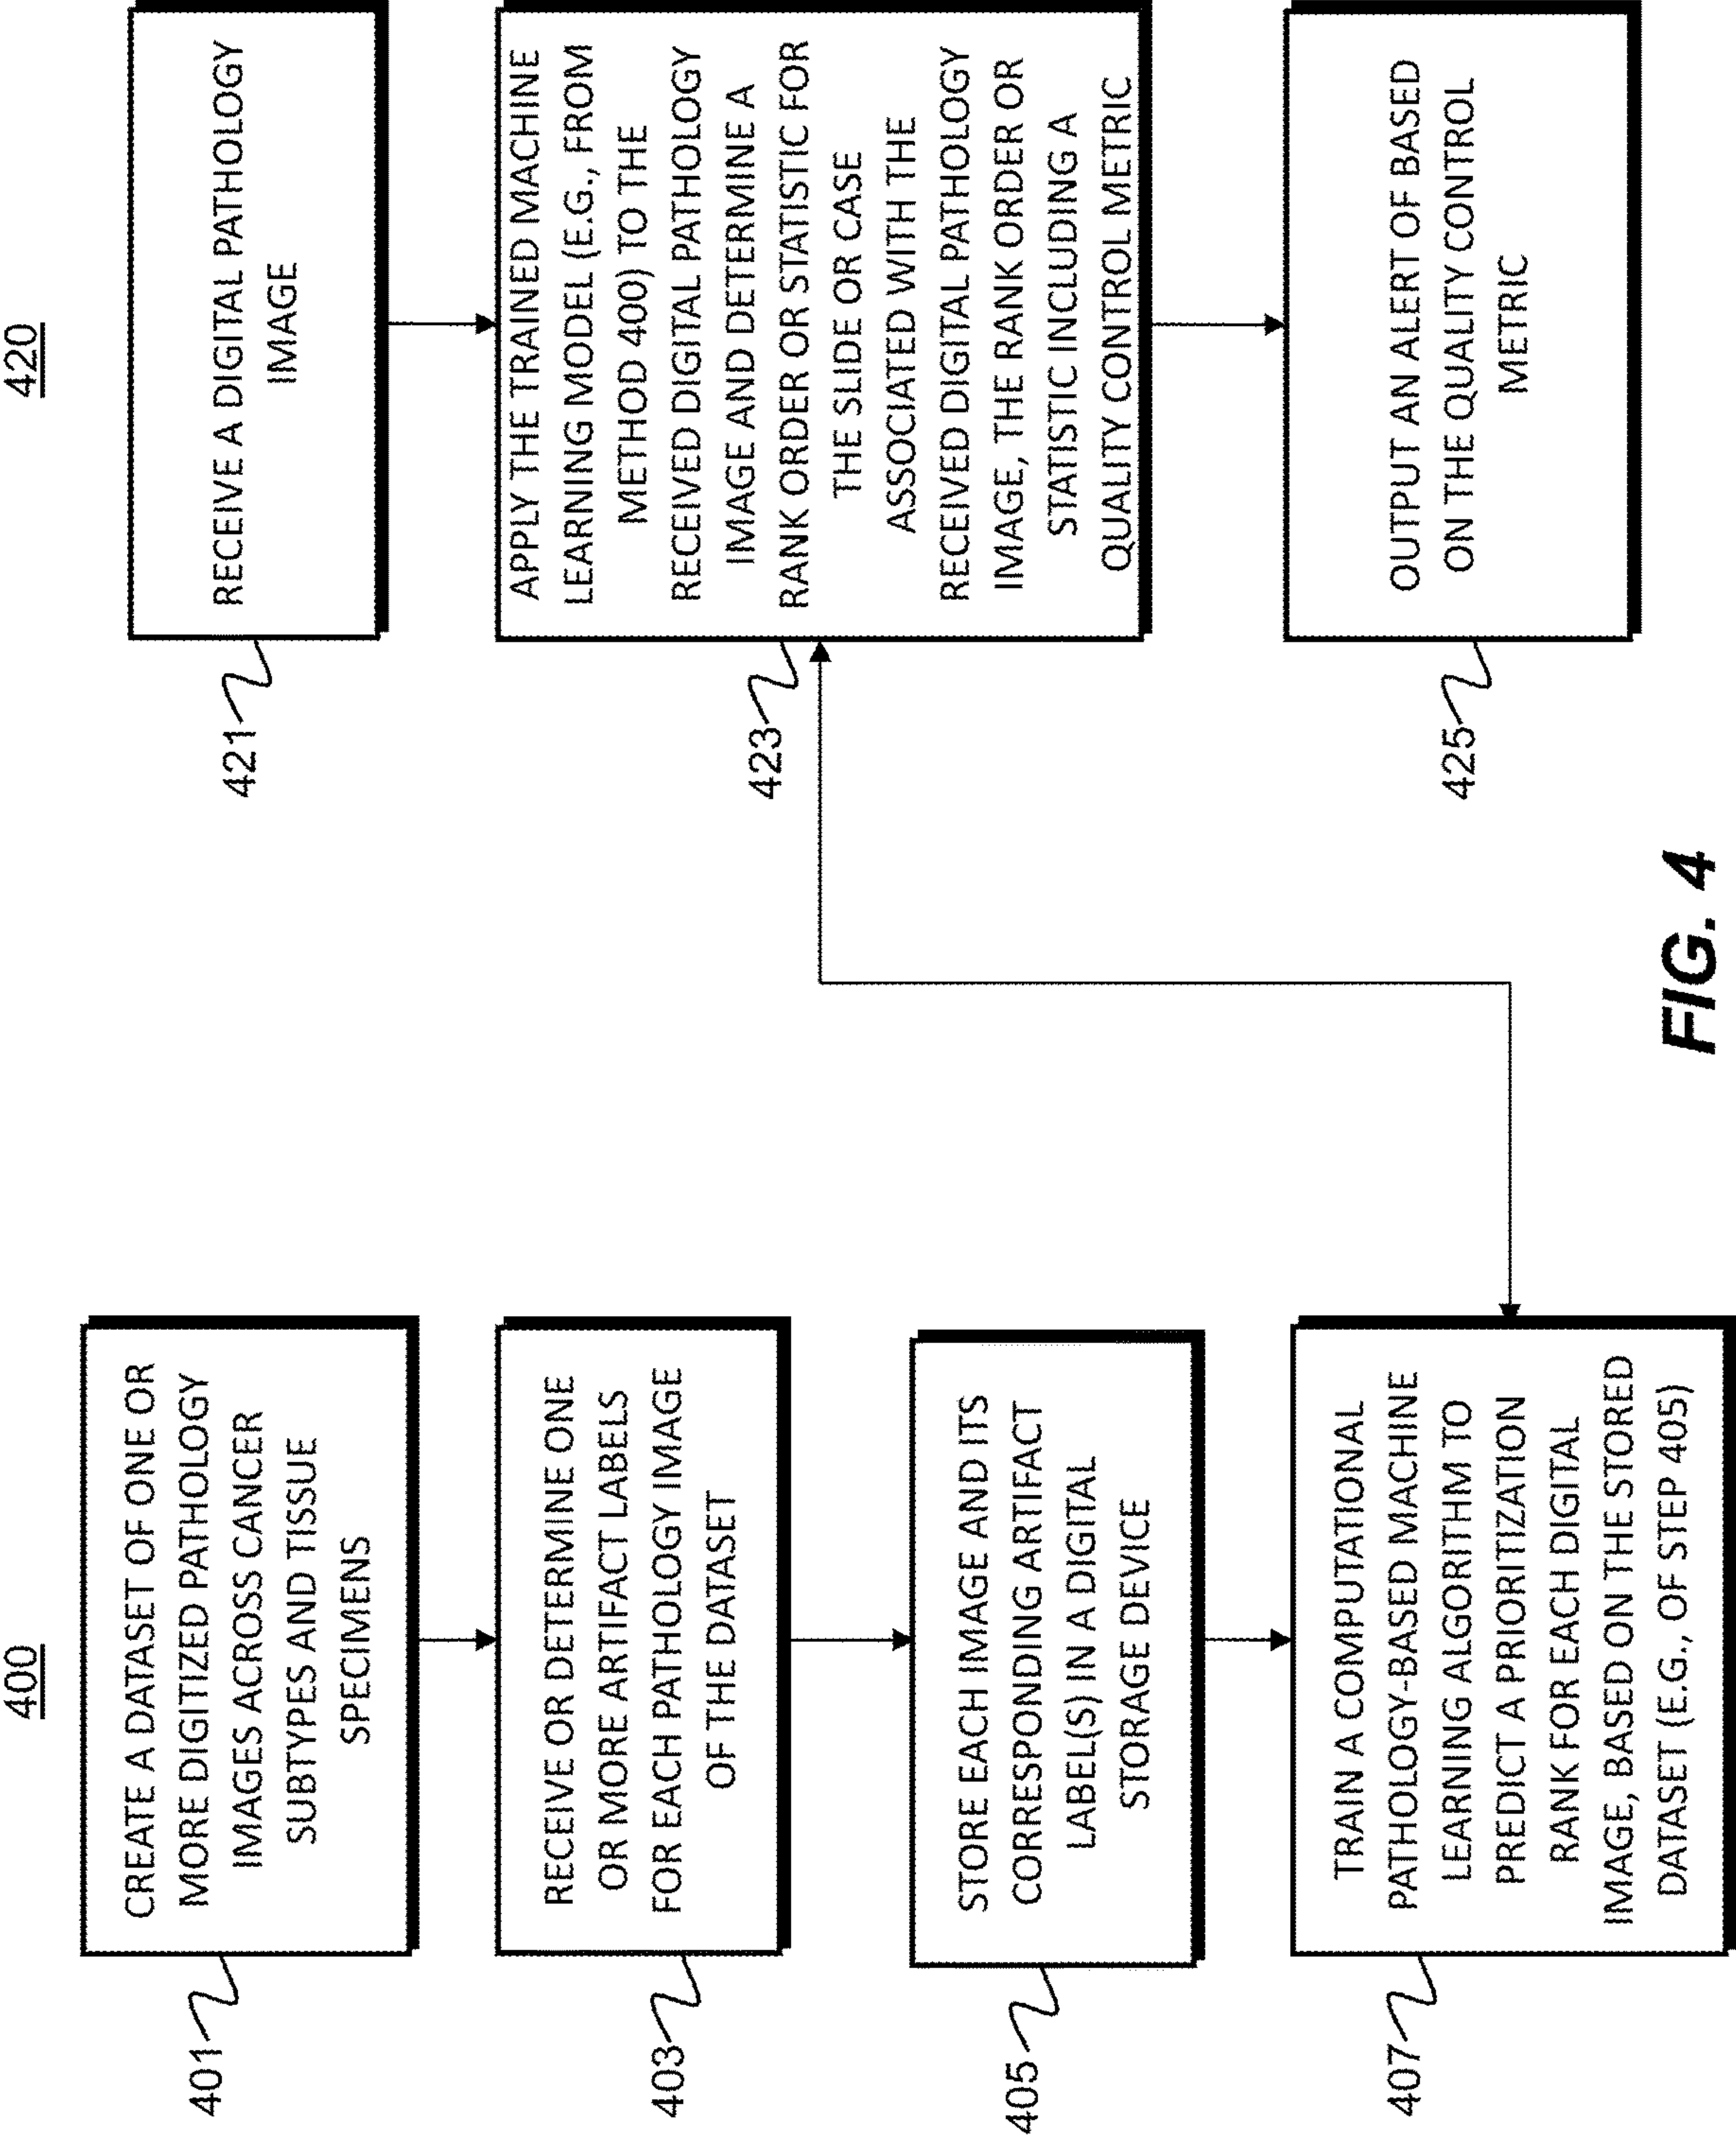 400
401
CREATE A DATASET OF ONE OR
MORE DIGITIZED PATHOLOGY
IMAGES ACROSS CANCER
SUBTYPES AND TISSUE
SPECIMENS
403
RECEIVE OR DETERMINE ONE
OR MORE ARTIFACT LABELS
FOR EACH PATHOLOGY IMAGE
OF THE DATASET
405
STORE EACH IMAGE AND ITS
CORRESPONDING ARTIFACT
LABEL(S) IN A DIGITAL
STORAGE DEVICE
407
TRAIN A COMPUTATIONAL
PATHOLOGY-BASED MACHINE
LEARNING ALGORITHM TO
PREDICT A PRIORITIZATION
RANK FOR EACH DIGITAL
IMAGE, BASED ON THE STORED
DATASET (E.G., OF STEP 405)
420
421
RECEIVE A DIGITAL PATHOLOGY
IMAGE
423
APPLY THE TRAINED MACHINE
LEARNING MODEL (E.G., FROM
METHOD 400) TO THE
RECEIVED DIGITAL PATHOLOGY
IMAGE AND DETERMINE A
RANK ORDER OR STATISTIC FOR
THE SLIDE OR CASE
ASSOCIATED WITH THE
RECEIVED DIGITAL PATHOLOGY
IMAGE, THE RANK ORDER OR
STATISTIC INCLUDING A
QUALITY CONTROL METRIC
425
OUTPUT AN ALERT OF BASED
ON THE QUALITY CONTROL
METRIC
FIG. 4